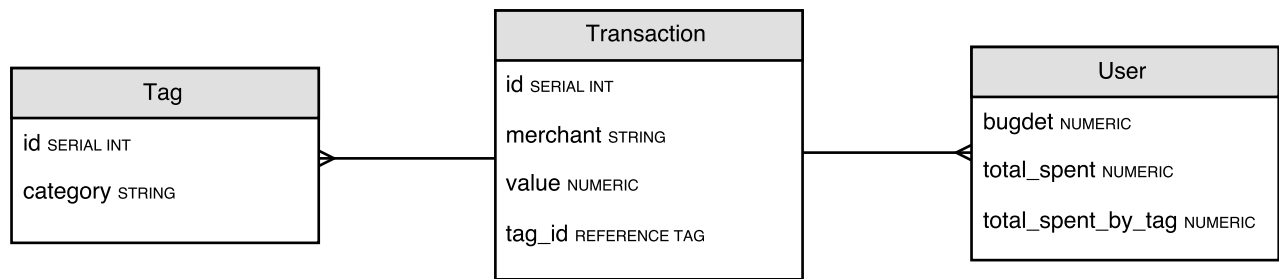 Tag
id SERIAL INT
category STRING
Transaction
id SERIAL INT
merchant STRING
value NUMERIC
tag_id REFERENCE TAG
User
bugdet NUMERIC
total_spent NUMERIC
total_spent_by_tag NUMERIC